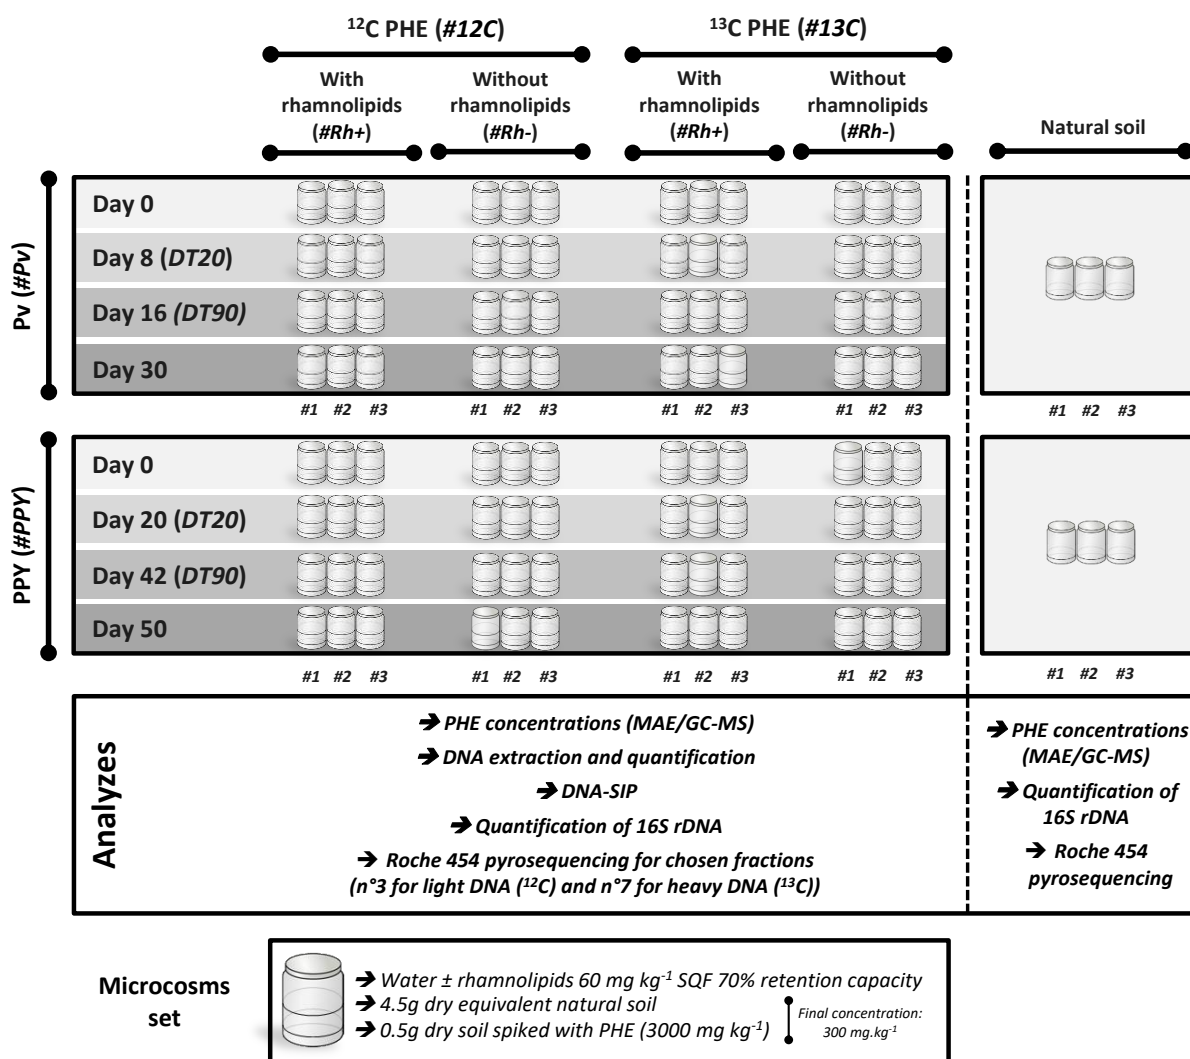 ¹²C PHE (#12C)
¹³C PHE (#13C)
With
rhamnolipids
(#Rh+)
Without
rhamnolipids
(#Rh-)
With
rhamnolipids
(#Rh+)
Without
rhamnolipids
(#Rh-)
Natural soil
Pv (#Pv)
Day 0
Day 8 (DT20)
Day 16 (DT90)
Day 30
#1 #2 #3
#1 #2 #3
#1 #2 #3
#1 #2 #3
#1 #2 #3
PPY (#PPY)
Day 0
Day 20 (DT20)
Day 42 (DT90)
Day 50
#1 #2 #3
#1 #2 #3
#1 #2 #3
#1 #2 #3
#1 #2 #3
Analyzes
➔ PHE concentrations (MAE/GC-MS)
➔ DNA extraction and quantification
➔ DNA-SIP
➔ Quantification of 16S rDNA
➔ Roche 454 pyrosequencing for chosen fractions
(n°3 for light DNA (¹²C) and n°7 for heavy DNA (¹³C))
➔ PHE concentrations
(MAE/GC-MS)
➔ Quantification of
16S rDNA
➔ Roche 454
pyrosequencing
Microcosms
set
➔ Water ± rhamnolipids 60 mg kg⁻¹ SQF 70% retention capacity
➔ 4.5g dry equivalent natural soil
➔ 0.5g dry soil spiked with PHE (3000 mg kg⁻¹)
Final concentration:
300 mg.kg⁻¹